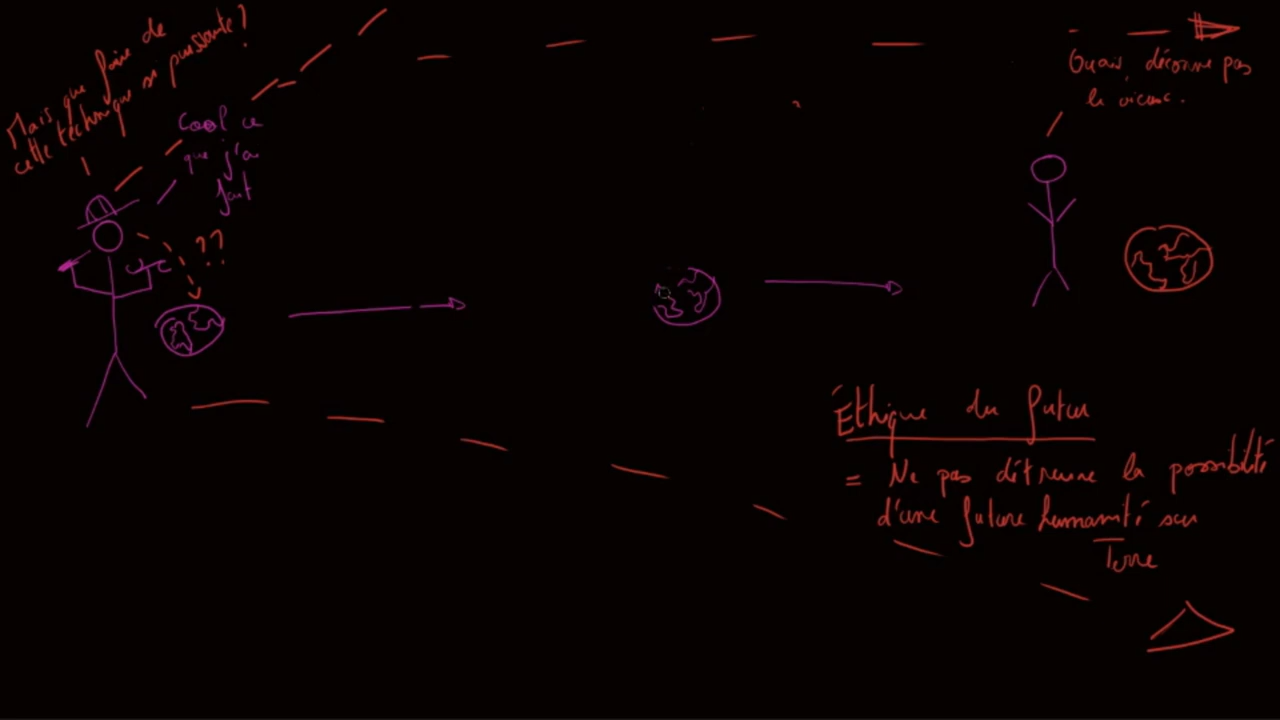 Mais que faire de
cette technique si puissante ?
Cool ce
que j'ai
fait
??
Ouais, déconne pas
le vieux.
Éthique du futur
= Ne pas détruire la possibilité
d'une future humanité sur
Terre